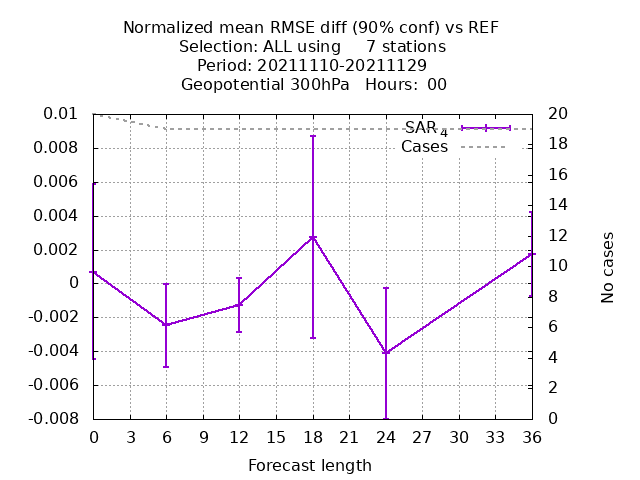 Normalized mean RMSE diff (90% conf) vs REF
Selection: ALL using     7 stations
Period: 20211110-20211129
Geopotential 300hPa   Hours:  00
0.01
0.008
0.006
0.004
0.002
0
-0.002
-0.004
-0.006
-0.008
SAR 4
Cases
20
18
16
14
12
10
8
6
4
2
0
No cases
0 3 6 9 12 15 18 21 24 27 30 33 36
Forecast length